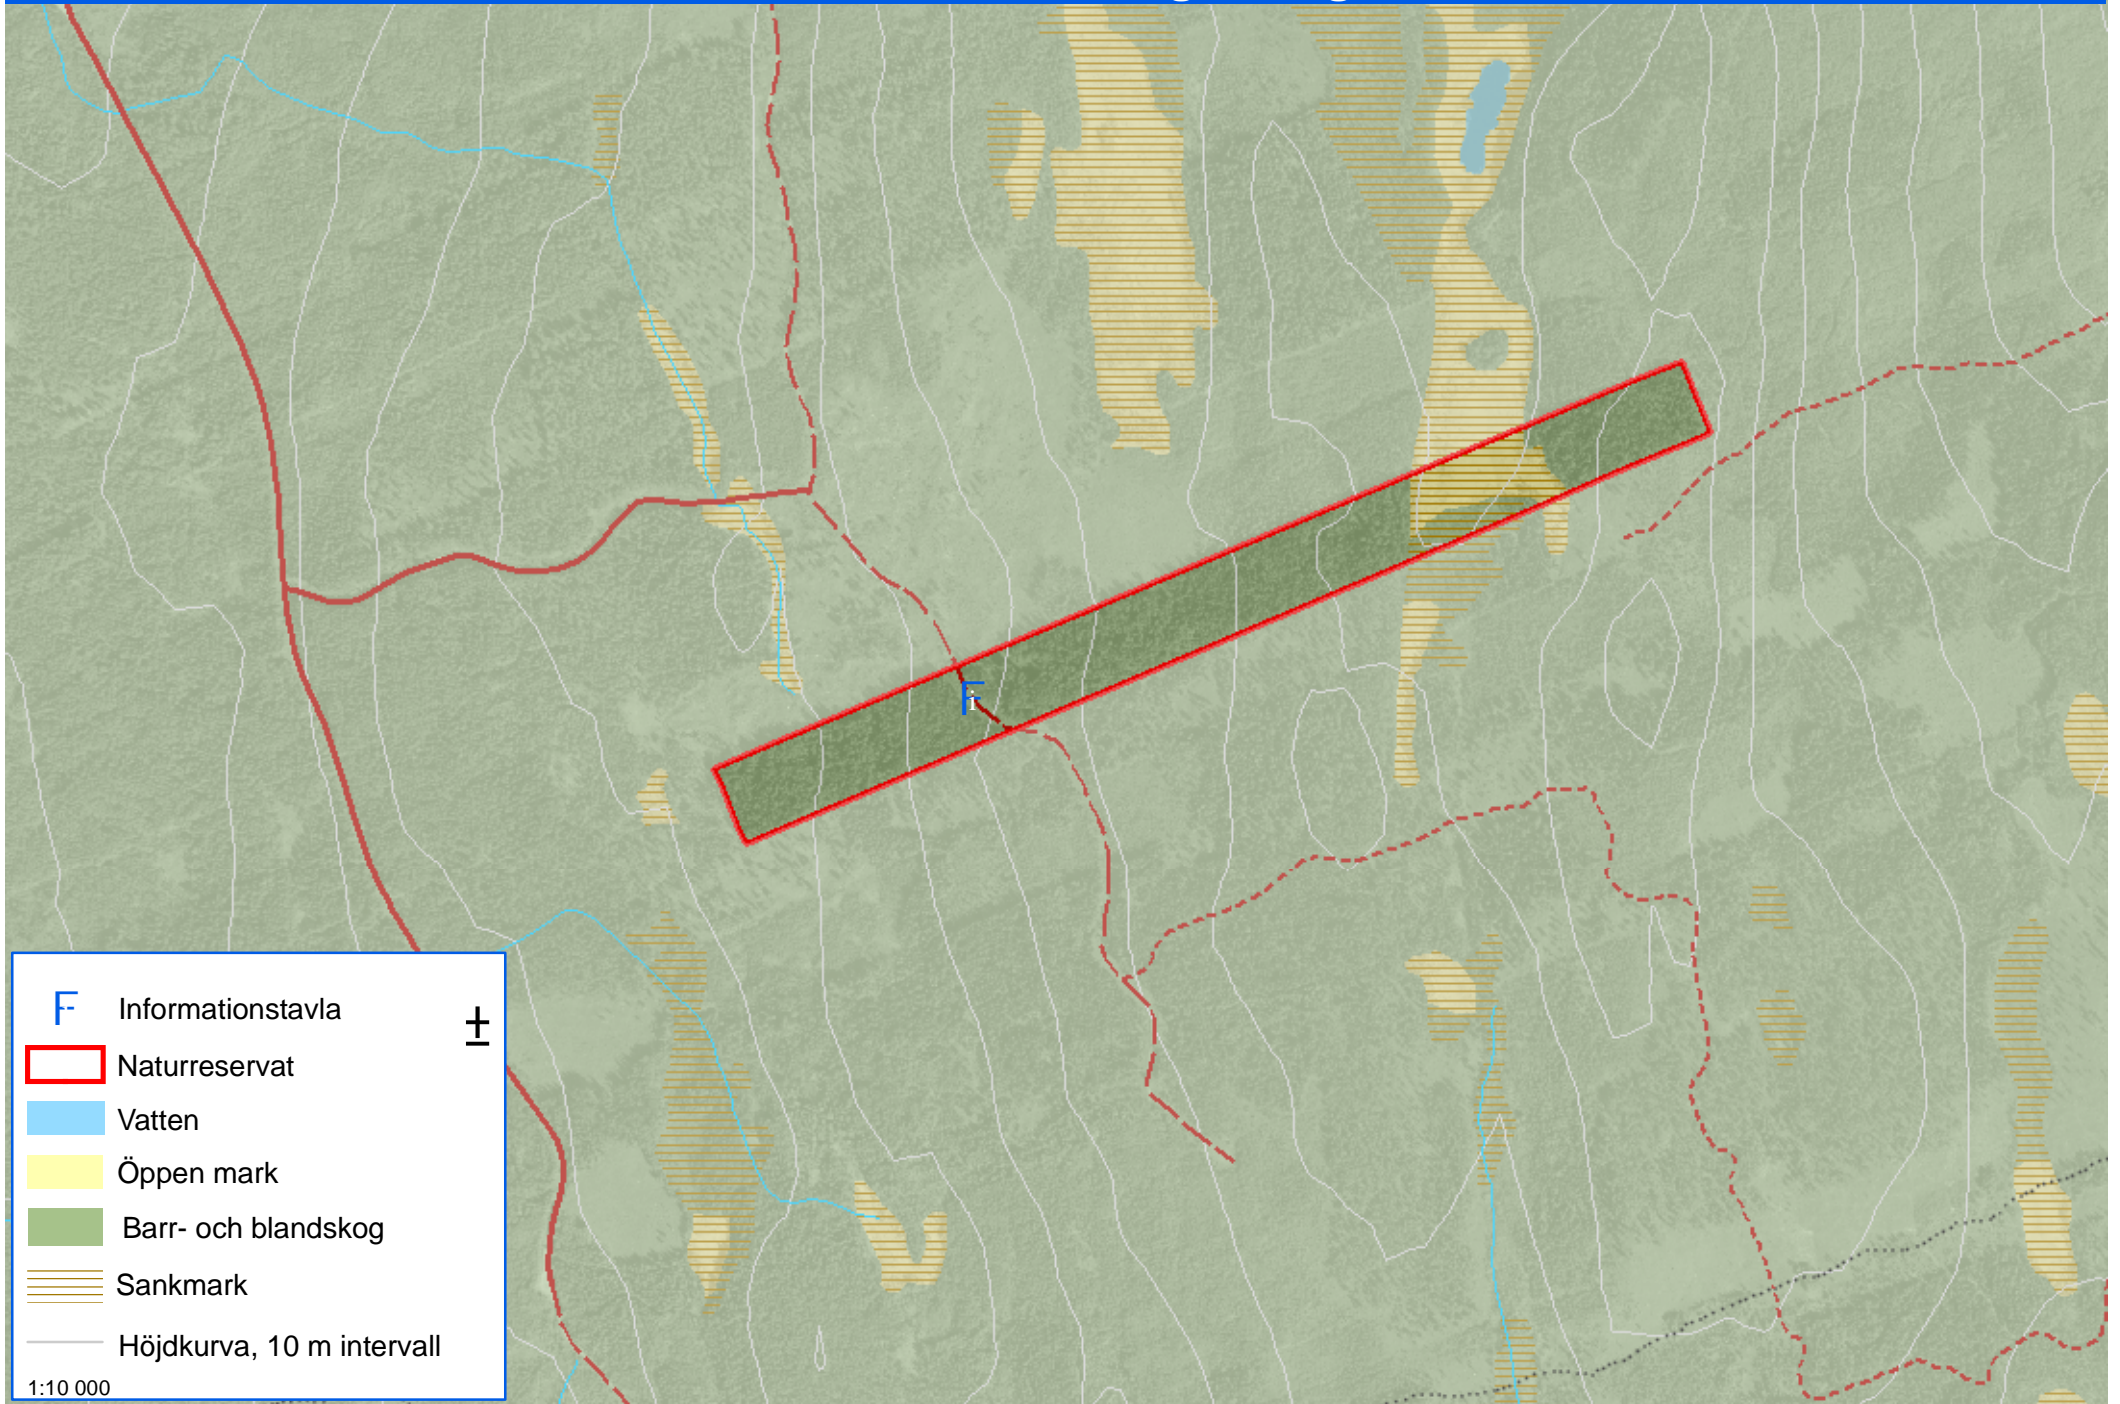 i
Informationstavla
Naturreservat
Vatten
Öppen mark
Barr- och blandskog
Sankmark
Höjdkurva, 10 m intervall
1:10 000